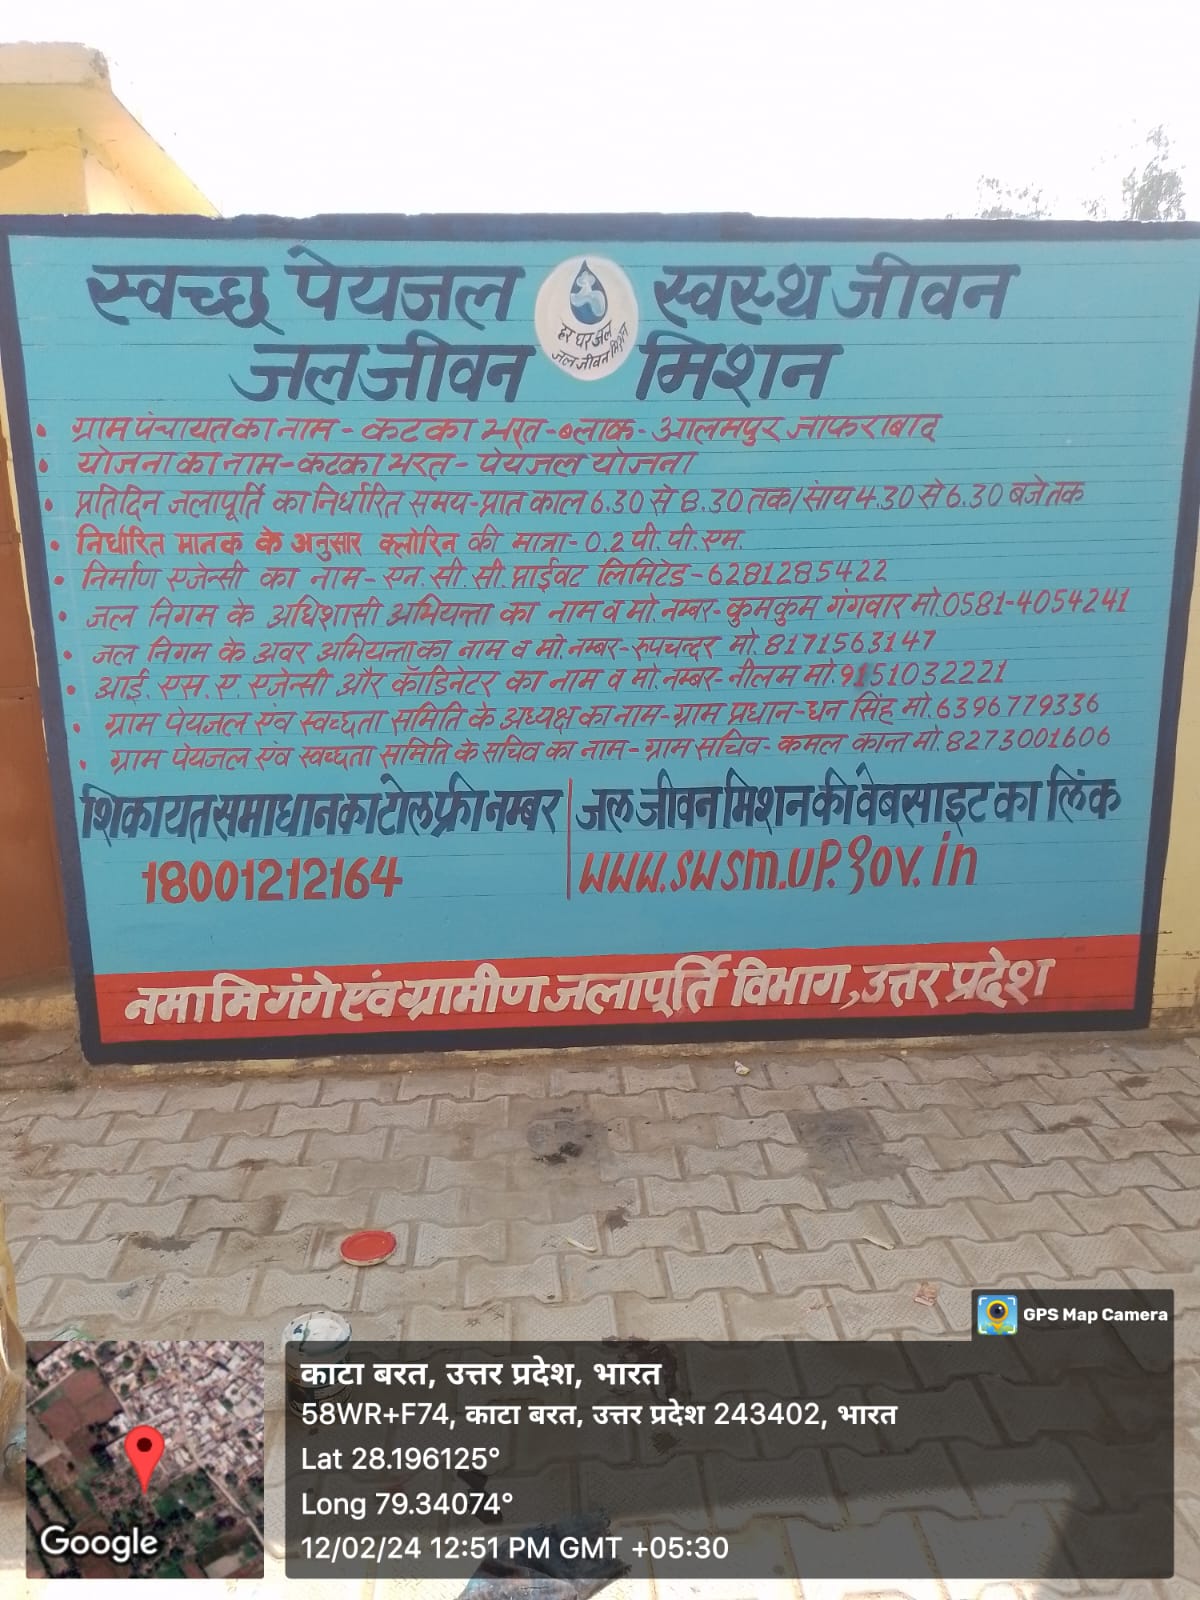 स्वच्छ पेयजल स्वस्थ जीवन
हर घर जल
जल जीवन मिशन
जल जीवन मिशन
• ग्राम पंचायत का नाम - कटका भरत - ब्लाक - आलमपुर जाफराबाद
• योजना का नाम - कटका भरत - पेयजल योजना
• प्रतिदिन जलापूर्ति का निर्धारित समय - प्रात काल 6.30 से 8.30 तक/सांय 4.30 से 6.30 बजे तक
• निर्धारित मानक के अनुसार क्लोरिन की मात्रा - 0.2 पी. पी. एम.
• निर्माण एजेन्सी का नाम - एन. सी. सी. प्राईवट लिमिटेड - 6281285422
• जल निगम के अधिशासी अभियन्ता का नाम व मो. नम्बर - कुमकुम गंगवार मो. 0581-4054241
• जल निगम के अवर अभियन्ता का नाम व मो. नम्बर - रुपचन्दर मो. 8171563147
• आई. एस. ए. एजेन्सी और कॅाडिनेटर का नाम व मो. नम्बर - नीलम मो. 9151032221
• ग्राम पेयजल एंव स्वच्छता समिति के अध्यक्ष का नाम - ग्राम प्रधान - धन सिंह मो. 6396779336
• ग्राम पेयजल एंव स्वच्छता समिति के सचिव का नाम - ग्राम सचिव - कमल कान्त मो. 8273001606
शिकायत समाधान का टोल फ्री नम्बर
18001212164
जल जीवन मिशन की वेबसाइट का लिंक
www.swsm.up.gov.in
नमामि गंगे एंव ग्रामीण जलापूर्ति विभाग, उत्तर प्रदेश
GPS Map Camera
काटा बरत, उत्तर प्रदेश, भारत
58WR+F74, काटा बरत, उत्तर प्रदेश 243402, भारत
Lat 28.196125°
Long 79.34074°
12/02/24 12:51 PM GMT +05:30
Google